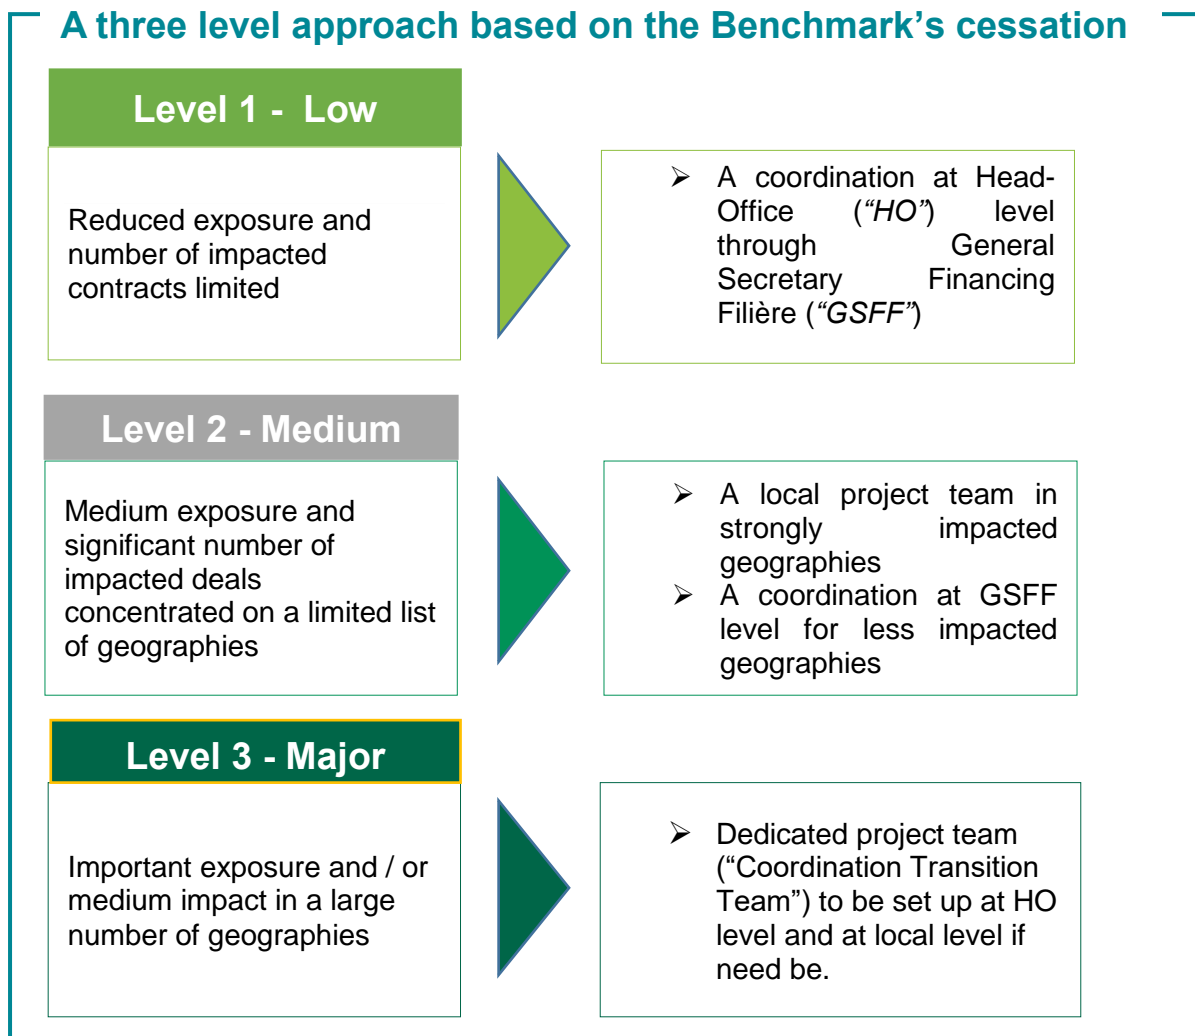 A three level approach based on the Benchmark’s cessation
Level 1 -  Low
Reduced exposure and
number of impacted
contracts limited
➢ A coordination at Head-
Office (“HO”) level
through General
Secretary Financing
Filière (“GSFF”)
Level 2 - Medium
Medium exposure and
significant number of
impacted deals
concentrated on a limited list
of geographies
➢ A local project team in
strongly impacted
geographies
➢ A coordination at GSFF
level for less impacted
geographies
Level 3 - Major
Important exposure and / or
medium impact in a large
number of geographies
➢ Dedicated project team
(“Coordination Transition
Team”) to be set up at HO
level and at local level if
need be.